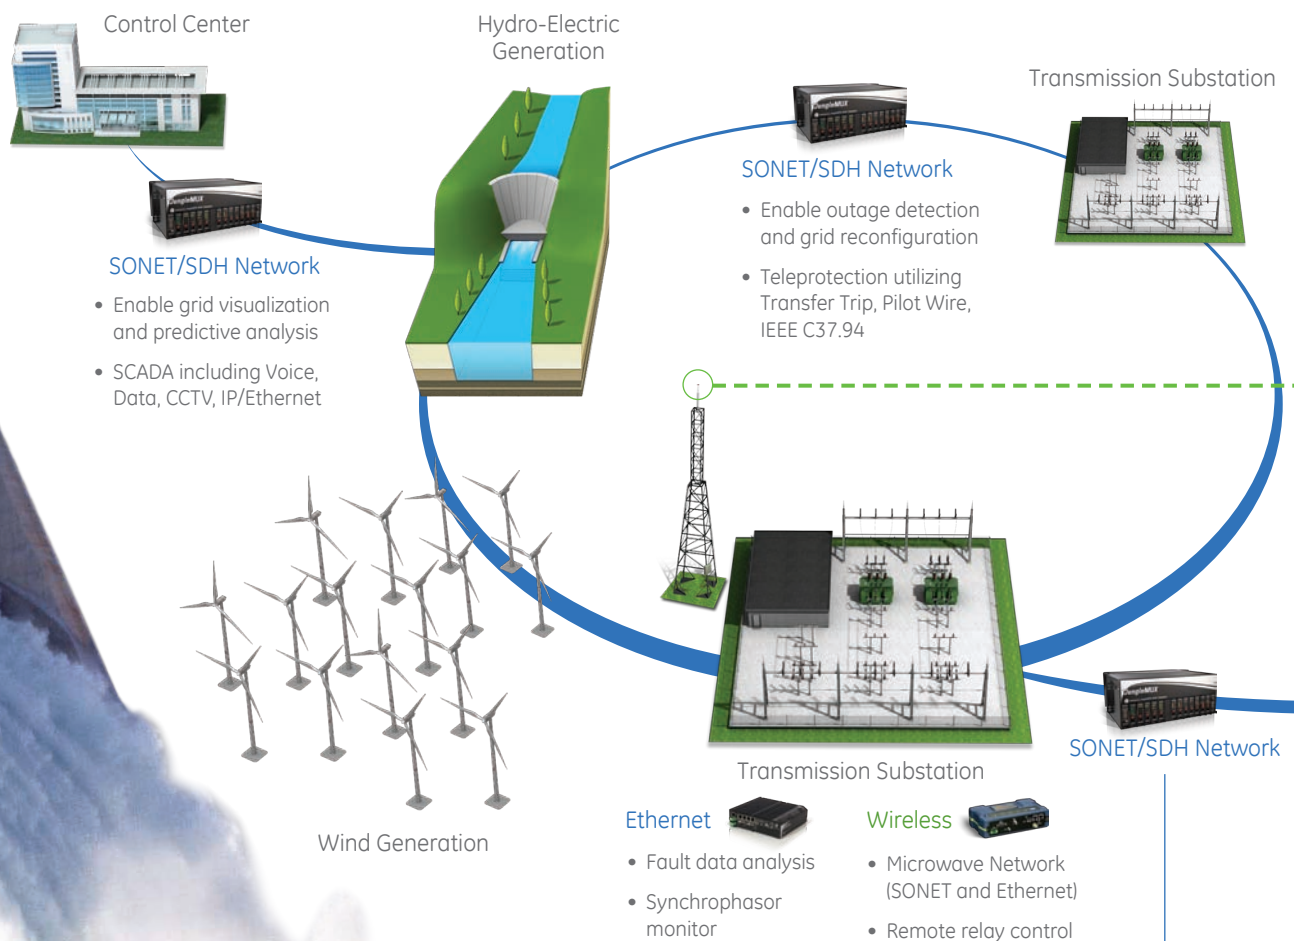 Control Center
Hydro-Electric
Generation
Transmission Substation
JungleMUX
SONET/SDH Network
• Enable outage detection
and grid reconfiguration
• Teleprotection utilizing
Transfer Trip, Pilot Wire,
IEEE C37.94
JungleMUX
SONET/SDH Network
• Enable grid visualization
and predictive analysis
• SCADA including Voice,
Data, CCTV, IP/Ethernet
JungleMUX
SONET/SDH Network
Transmission Substation
Wind Generation
Ethernet
• Fault data analysis
• Synchrophasor
monitor
Wireless
• Microwave Network
(SONET and Ethernet)
• Remote relay control